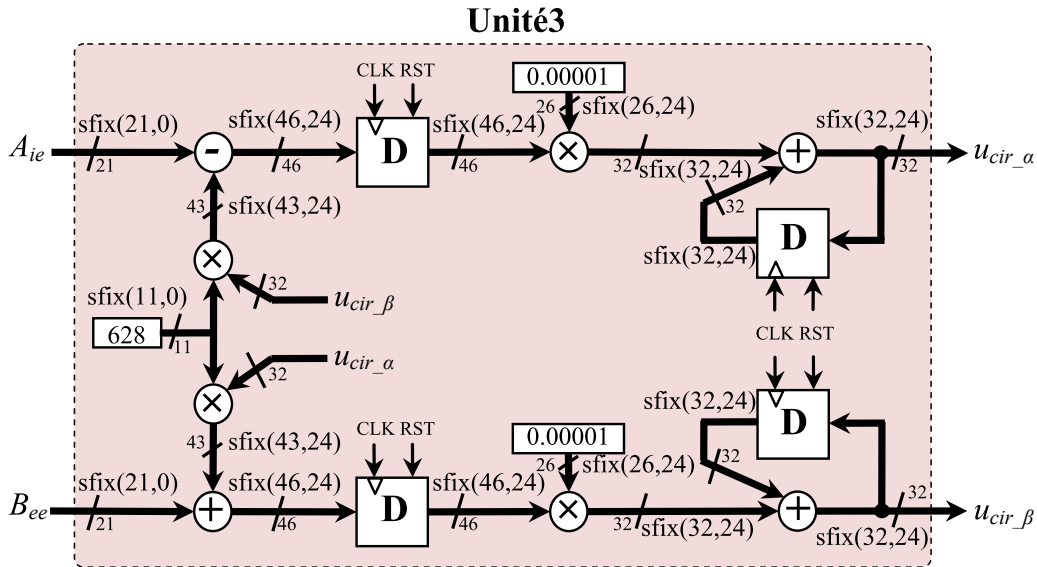 Unité3
CLK RST
0.00001
sfix(21,0)
sfix(46,24)
sfix(46,24)
26
sfix(26,24)
sfix(32,24)
A_ie
21
-
46
D
46
×
32
+
32
u_cir_α
sfix(32,24)
32
43
sfix(43,24)
D
sfix(32,24)
×
32
sfix(11,0)
u_cir_β
628
11
CLK RST
u_cir_α
32
×
sfix(32,24)
D
43
sfix(43,24)
CLK RST
0.00001
32
26
sfix(26,24)
sfix(21,0)
sfix(46,24)
sfix(46,24)
32
B_ee
21
+
46
D
46
×
32
sfix(32,24)
+
sfix(32,24)
u_cir_β